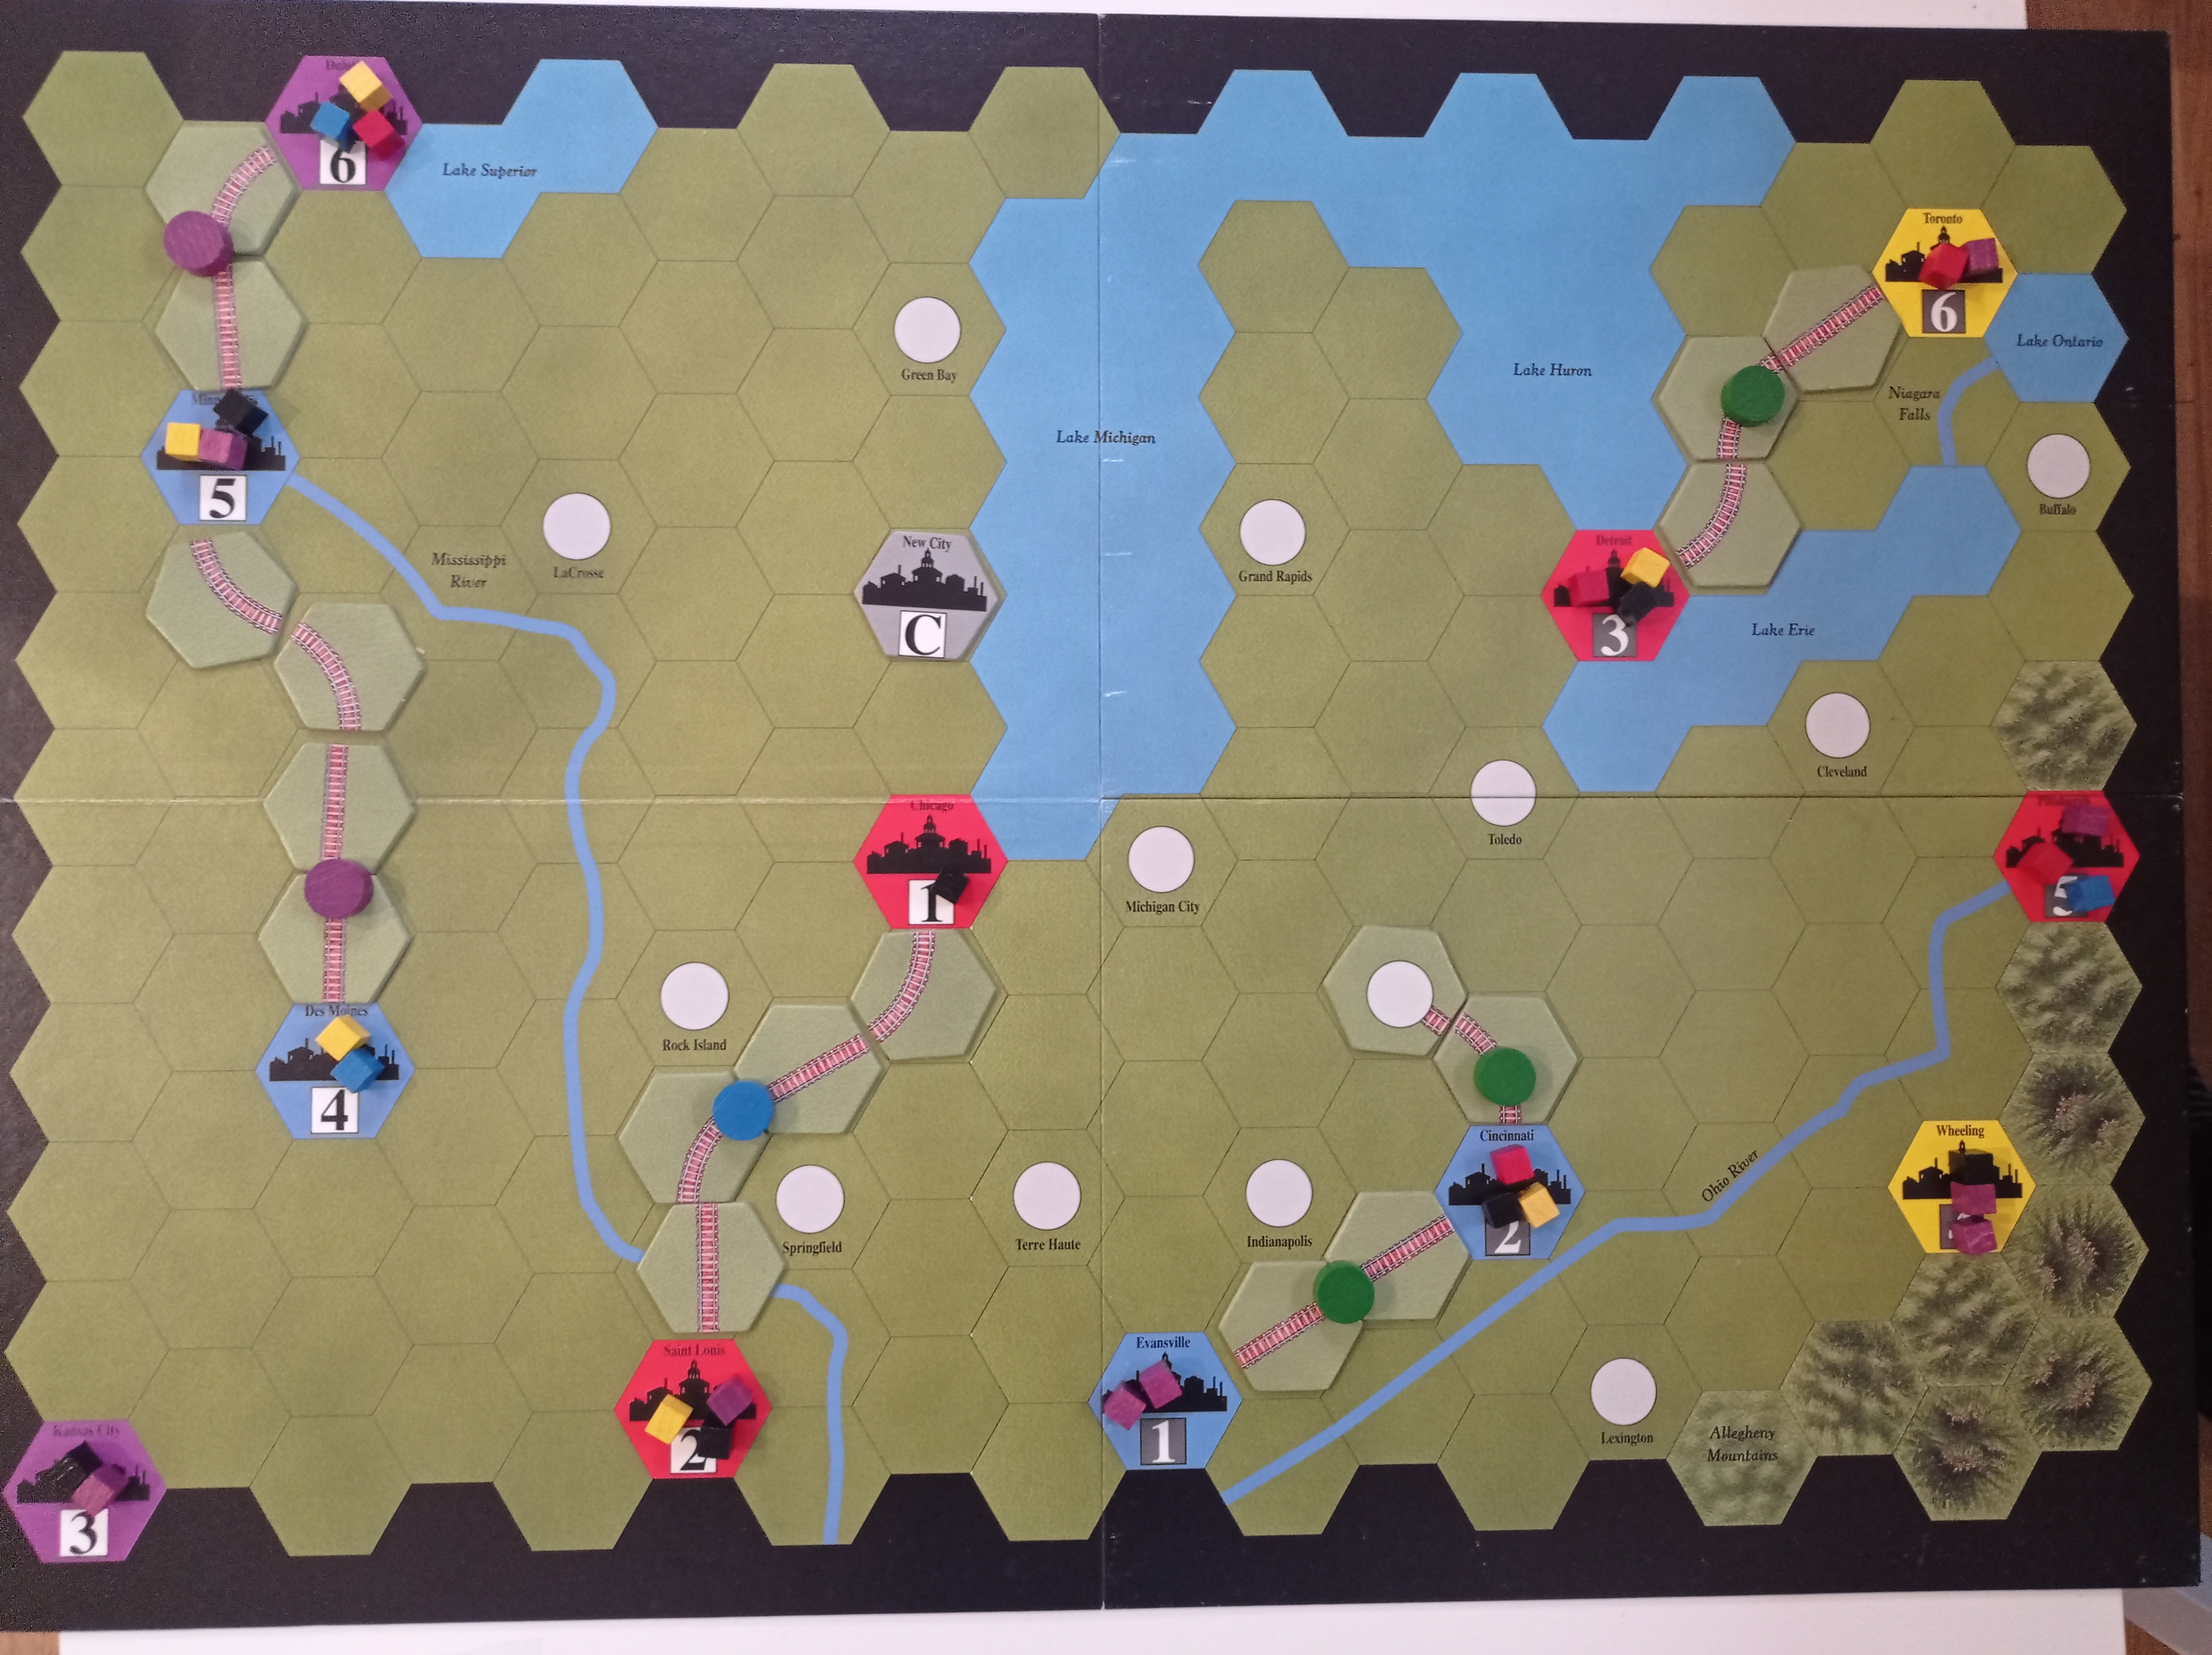 6
Lake Superior
Toronto
6
Lake Ontario
Green Bay
Lake Huron
Niagara
Falls
Lake Michigan
5
Buffalo
Mississippi
River
LaCrosse
New City
C
Grand Rapids
Detroit
3
Lake Erie
Cleveland
Toledo
Chicago
1
Michigan City
5
Des Moines
4
Rock Island
Cincinnati
2
Wheeling
Ohio River
Springfield
Terre Haute
Indianapolis
Saint Louis
2
Evansville
1
Lexington
Allegheny
Mountains
Kansas City
3